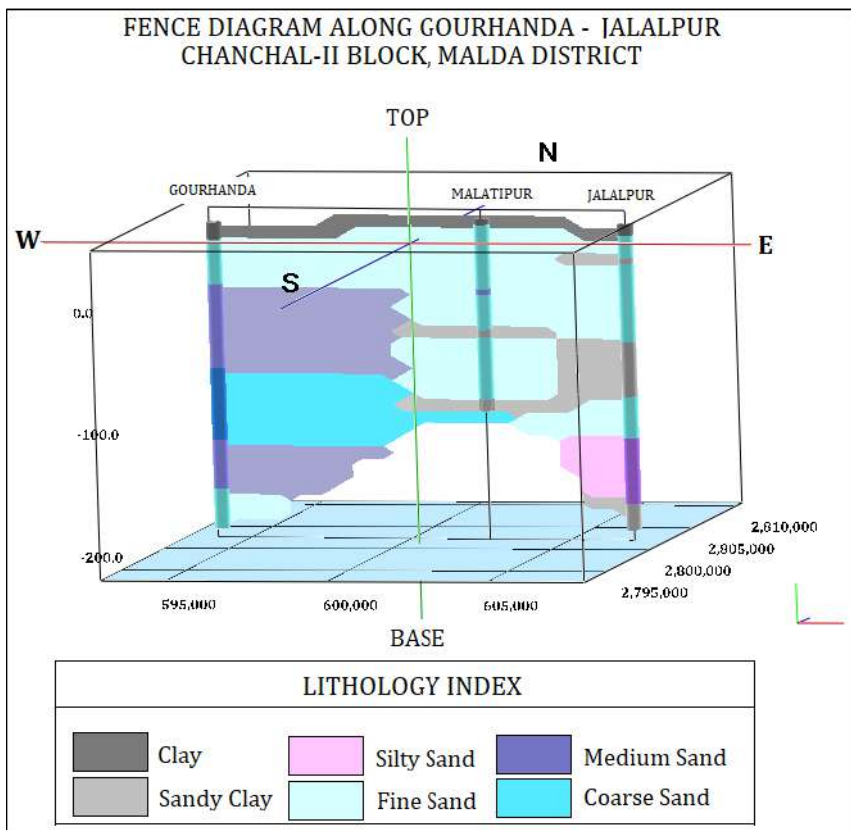 FENCE DIAGRAM ALONG GOURHANDA - JALALPUR
CHANCHAL-II BLOCK, MALDA DISTRICT
TOP
N
GOURHANDA
MALATIPUR
JALALPUR
W
E
S
0.0
-100.0
-200.0
2,810,000
2,805,000
2,800,000
2,795,000
595,000
600,000
605,000
BASE
LITHOLOGY INDEX
Clay
Silty Sand
Medium Sand
Sandy Clay
Fine Sand
Coarse Sand